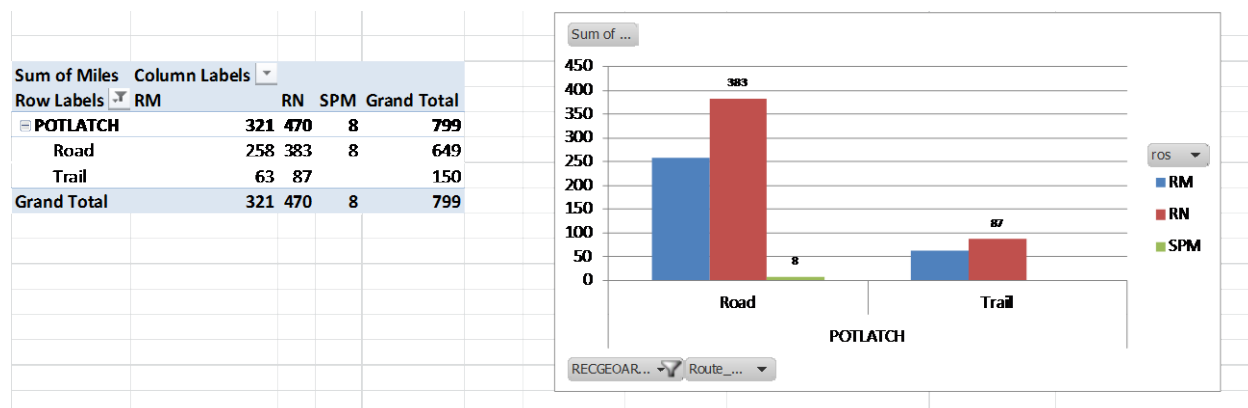 Sum of Miles Column Labels
Row Labels RM RN SPM Grand Total
POTLATCH 321 470 8 799
Road 258 383 8 649
Trail 63 87 150
Grand Total 321 470 8 799
Sum of ...
450
400
350
300
250
200
150
100
50
0
383
8
87
Road Trail
POTLATCH
ros
RM
RN
SPM
RECGEOAR... Route_...